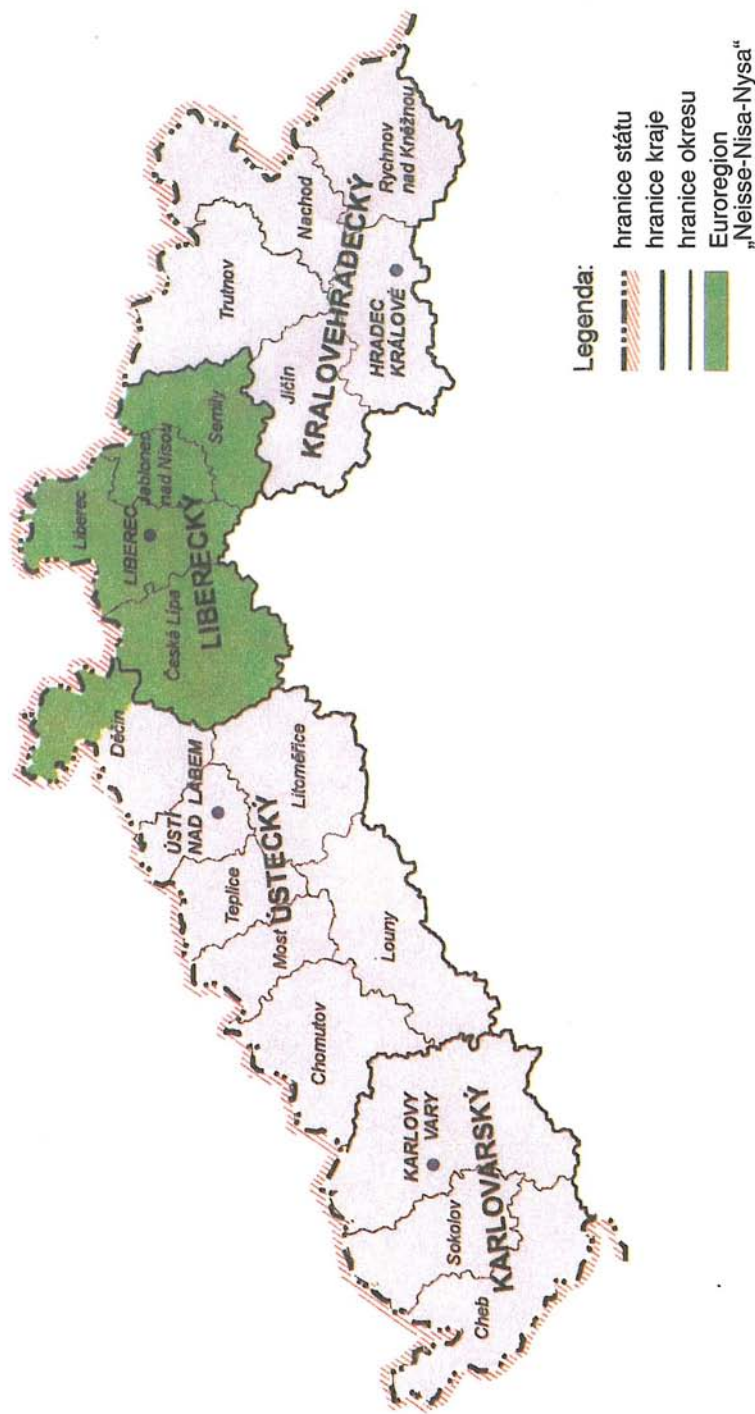 Cheb
Sokolov
KARLOVY
VARY
KARLOVARSKÝ
Chomutov
Most
Teplice
Louny
ÚSTÍ
NAD LABEM
ÚSTECKÝ
Litoměřice
Děčín
Česká Lípa
Liberec
LIBEREC
LIBERECKÝ
Jablonec
nad Nisou
Semily
Trutnov
Jičín
KRALOVEHRADECKÝ
HRADEC
KRÁLOVÉ
Nachod
Rychnov
nad Kněžnou
Legenda:
hranice státu
hranice kraje
hranice okresu
Euroregion
„Neisse-Nisa-Nysa“